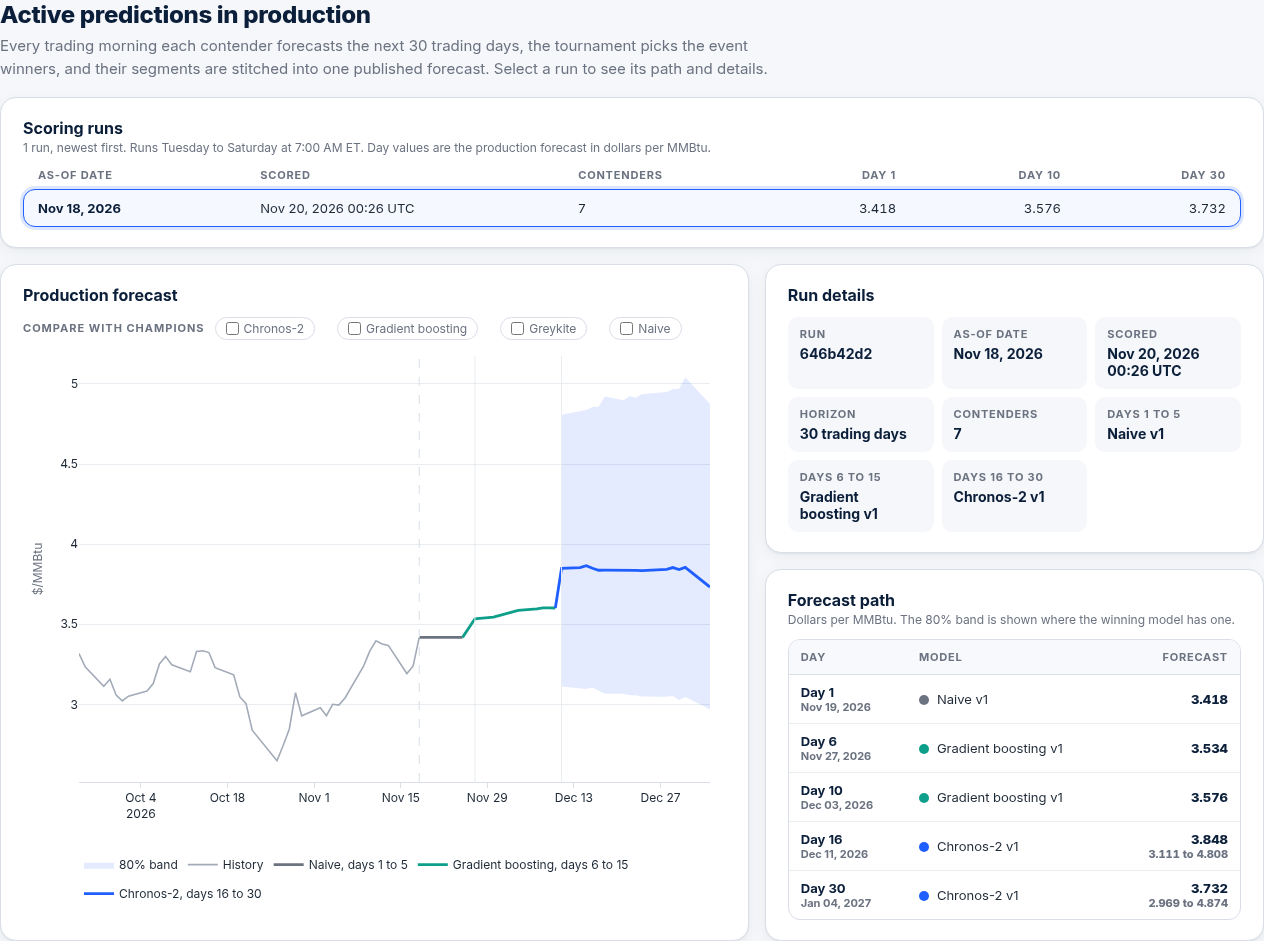 Active predictions in production
Every trading morning each contender forecasts the next 30 trading days, the tournament picks the event
winners, and their segments are stitched into one published forecast. Select a run to see its path and details.
Scoring runs
1 run, newest first. Runs Tuesday to Saturday at 7:00 AM ET. Day values are the production forecast in dollars per MMBtu.
AS-OF DATE SCORED CONTENDERS DAY 1 DAY 10 DAY 30
Nov 18, 2026 Nov 20, 2026 00:26 UTC 7 3.418 3.576 3.732
Production forecast
COMPARE WITH CHAMPIONS Chronos-2 Gradient boosting Greykite Naive
5
4.5
4
3.5
3
$/MMBtu
Oct 4 Oct 18 Nov 1 Nov 15 Nov 29 Dec 13 Dec 27
2026
80% band History Naive, days 1 to 5 Gradient boosting, days 6 to 15
Chronos-2, days 16 to 30
Run details
RUN
646b42d2
AS-OF DATE
Nov 18, 2026
SCORED
Nov 20, 2026
00:26 UTC
HORIZON
30 trading days
CONTENDERS
7
DAYS 1 TO 5
Naive v1
DAYS 6 TO 15
Gradient
boosting v1
DAYS 16 TO 30
Chronos-2 v1
Forecast path
Dollars per MMBtu. The 80% band is shown where the winning model has one.
DAY MODEL FORECAST
Day 1 Naive v1 3.418
Nov 19, 2026
Day 6 Gradient boosting v1 3.534
Nov 27, 2026
Day 10 Gradient boosting v1 3.576
Dec 03, 2026
Day 16 Chronos-2 v1 3.848
Dec 11, 2026 3.111 to 4.808
Day 30 Chronos-2 v1 3.732
Jan 04, 2027 2.969 to 4.874